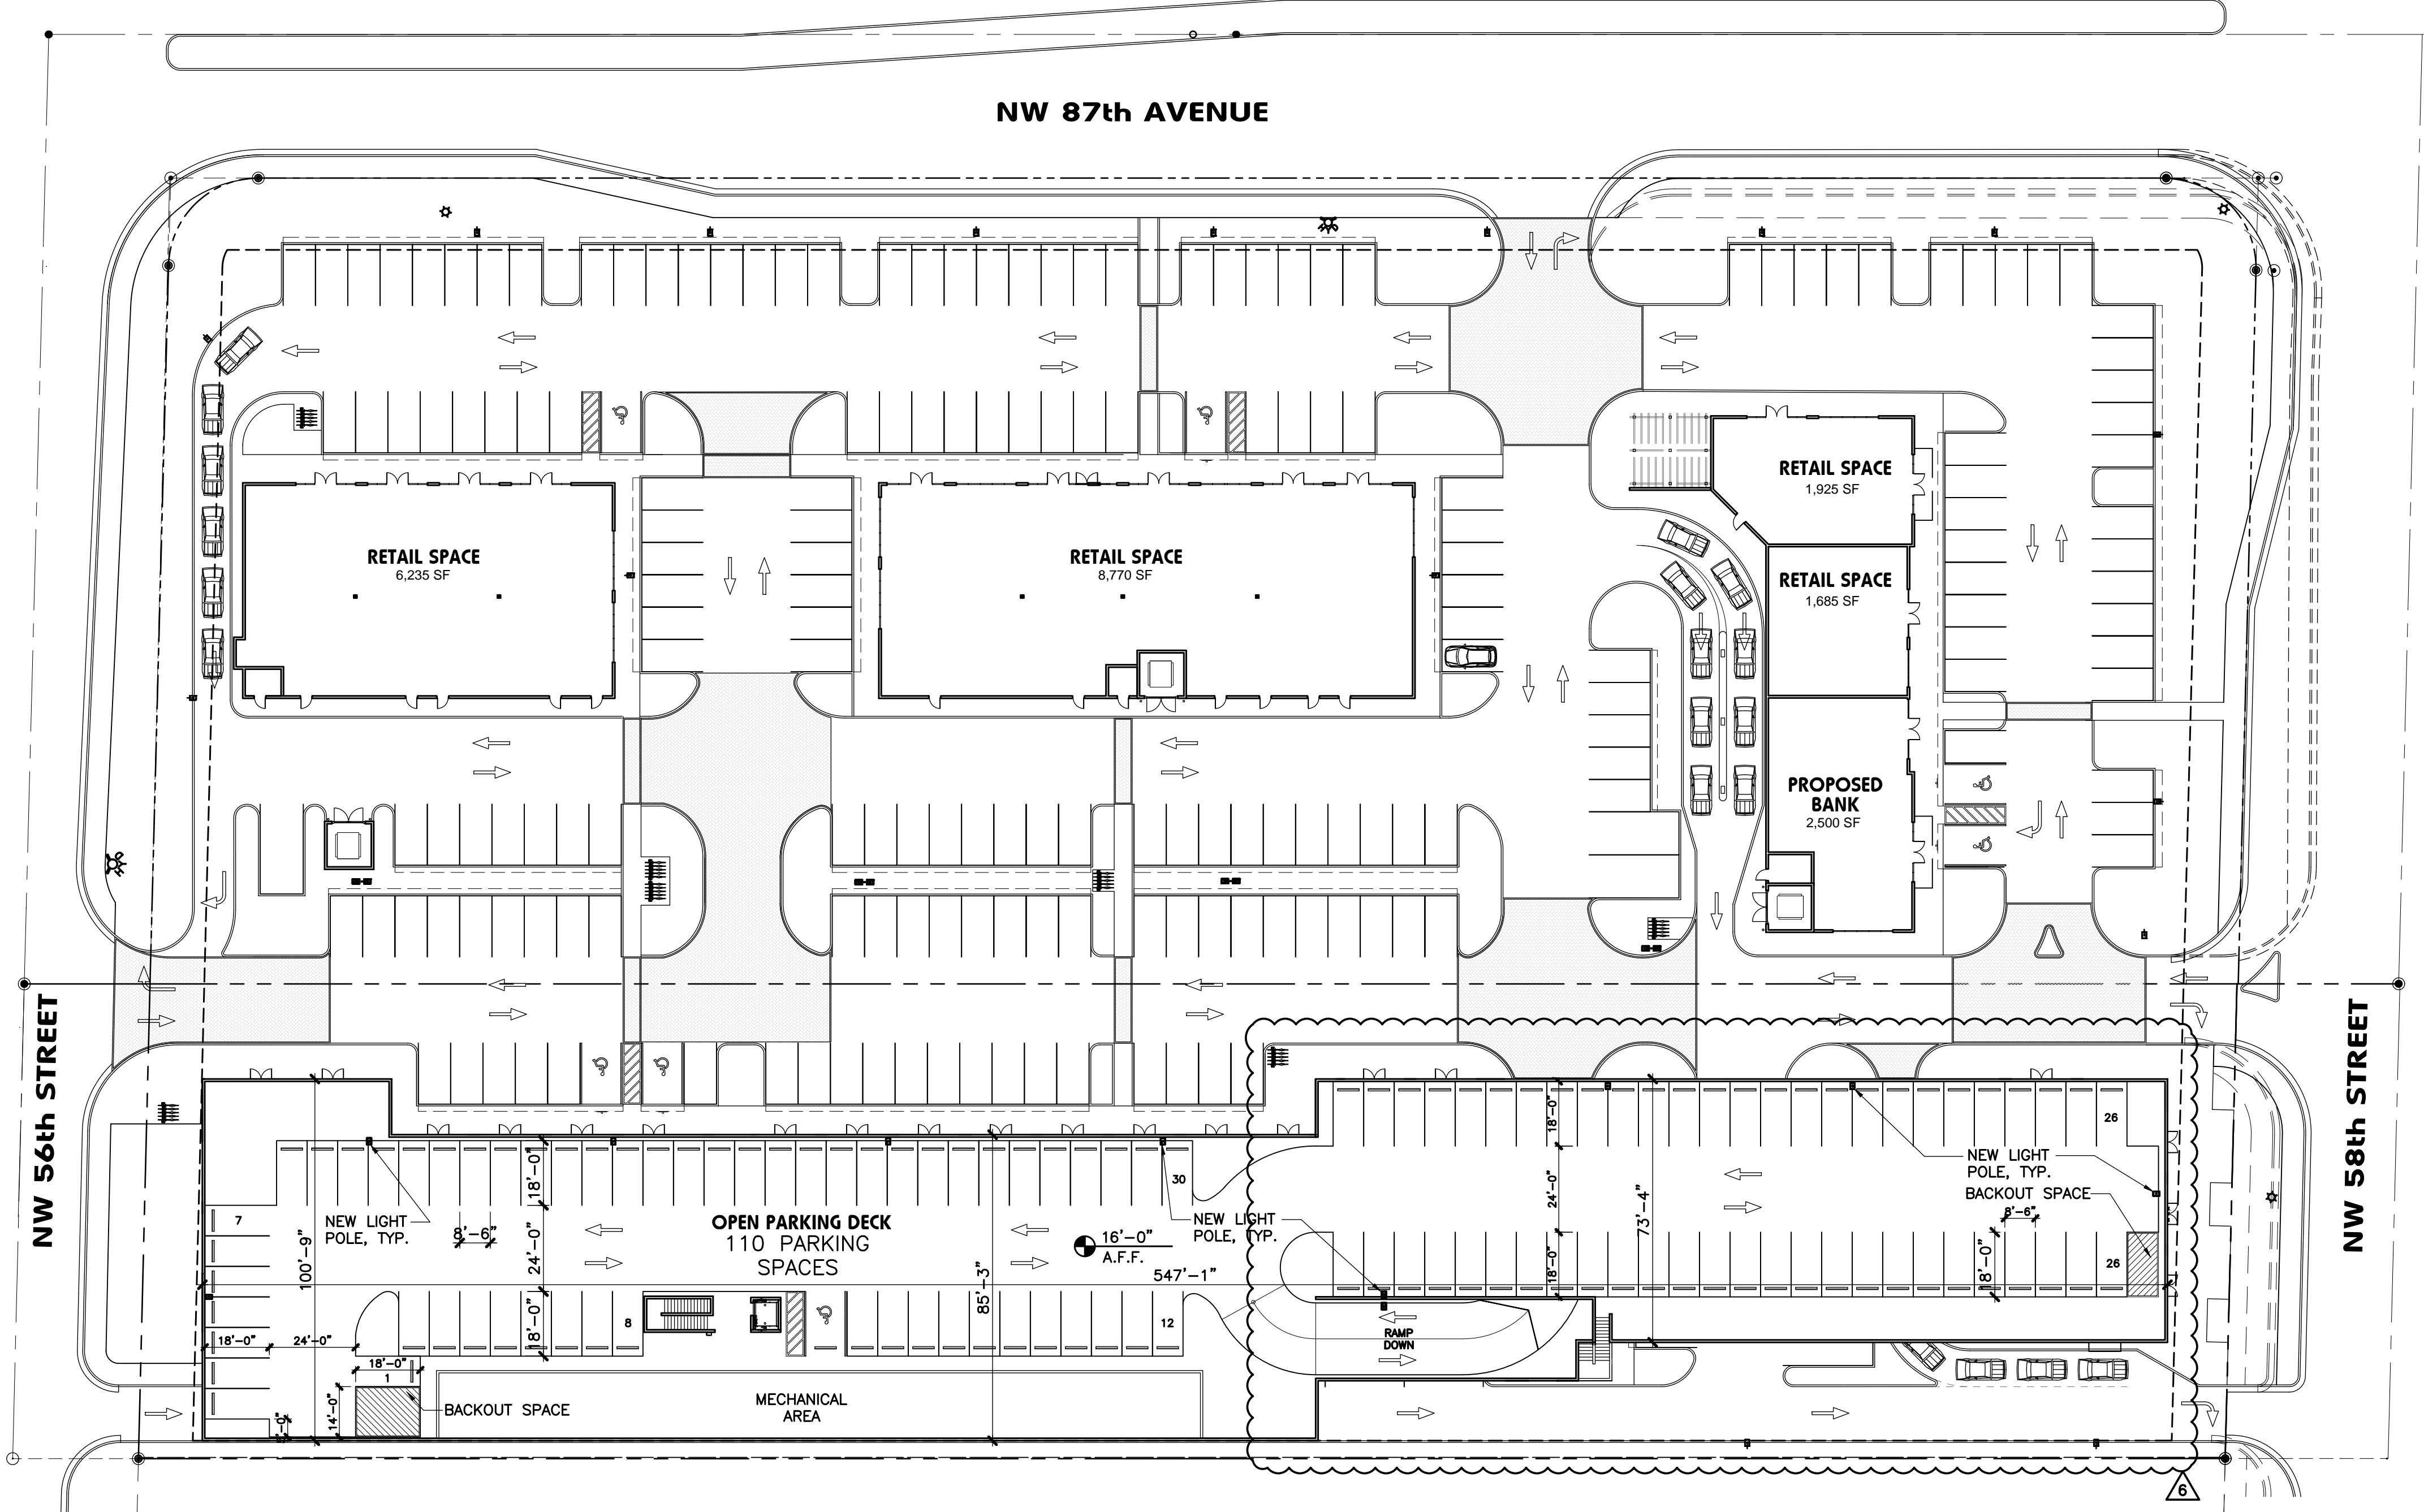 NW 87th AVENUE
RETAIL SPACE
1,925 SF
RETAIL SPACE
6,235 SF
RETAIL SPACE
8,770 SF
RETAIL SPACE
1,685 SF
PROPOSED
BANK
2,500 SF
NW 56th STREET
NW 58th STREET
26
18'-0"
NEW LIGHT
POLE, TYP.
BACKOUT SPACE
30
18'-0"
7
NEW LIGHT
POLE, TYP.
8'-6"
OPEN PARKING DECK
110 PARKING
SPACES
16'-0"
A.F.F.
NEW LIGHT
POLE, TYP.
24'-0"
73'-4"
8'-6"
100'-9"
24'-0"
547'-1"
85'-3"
18'-0"
18'-0"
26
18'-0"
8
12
18'-0"
24'-0"
RAMP
DOWN
18'-0"
1
14'-0"
BACKOUT SPACE
MECHANICAL
AREA
6